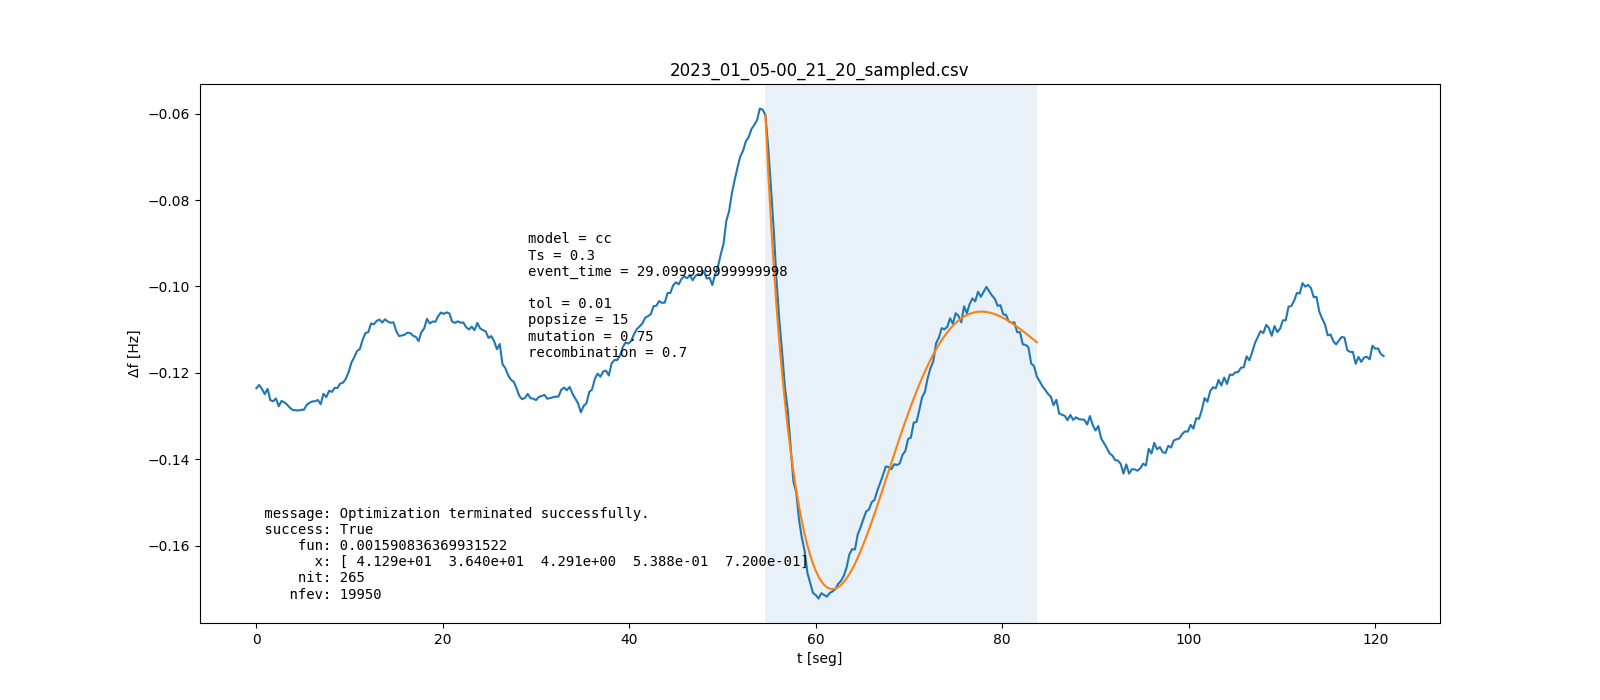 2023_01_05-00_21_20_sampled.csv
−0.06
−0.08
−0.10
−0.12
−0.14
−0.16
Δf [Hz]
model = cc
Ts = 0.3
event_time = 29.099999999999998
tol = 0.01
popsize = 15
mutation = 0.75
recombination = 0.7
message: Optimization terminated successfully.
success: True
fun: 0.001590836369931522
x: [ 4.129e+01  3.640e+01  4.291e+00  5.388e-01  7.200e-01]
nit: 265
nfev: 19950
0 20 40 60 80 100 120
t [seg]